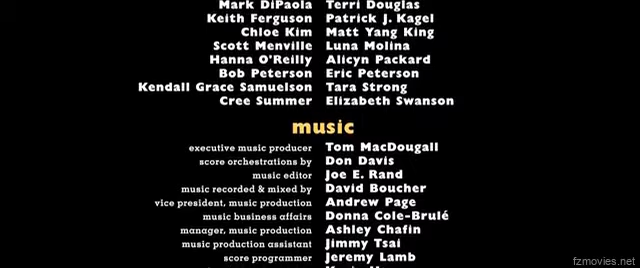 Mark DiPaola Terri Douglas
Keith Ferguson Patrick J. Kagel
Chloe Kim Matt Yang King
Scott Menville Luna Molina
Hanna O'Reilly Alicyn Packard
Bob Peterson Eric Peterson
Kendall Grace Samuelson Tara Strong
Cree Summer Elizabeth Swanson
music
executive music producer Tom MacDougall
score orchestrations by Don Davis
music editor Joe E. Rand
music recorded & mixed by David Boucher
vice president, music production Andrew Page
music business affairs Donna Cole-Brulé
manager, music production Ashley Chafin
music production assistant Jimmy Tsai
score programmer Jeremy Lamb
fzmovies.net